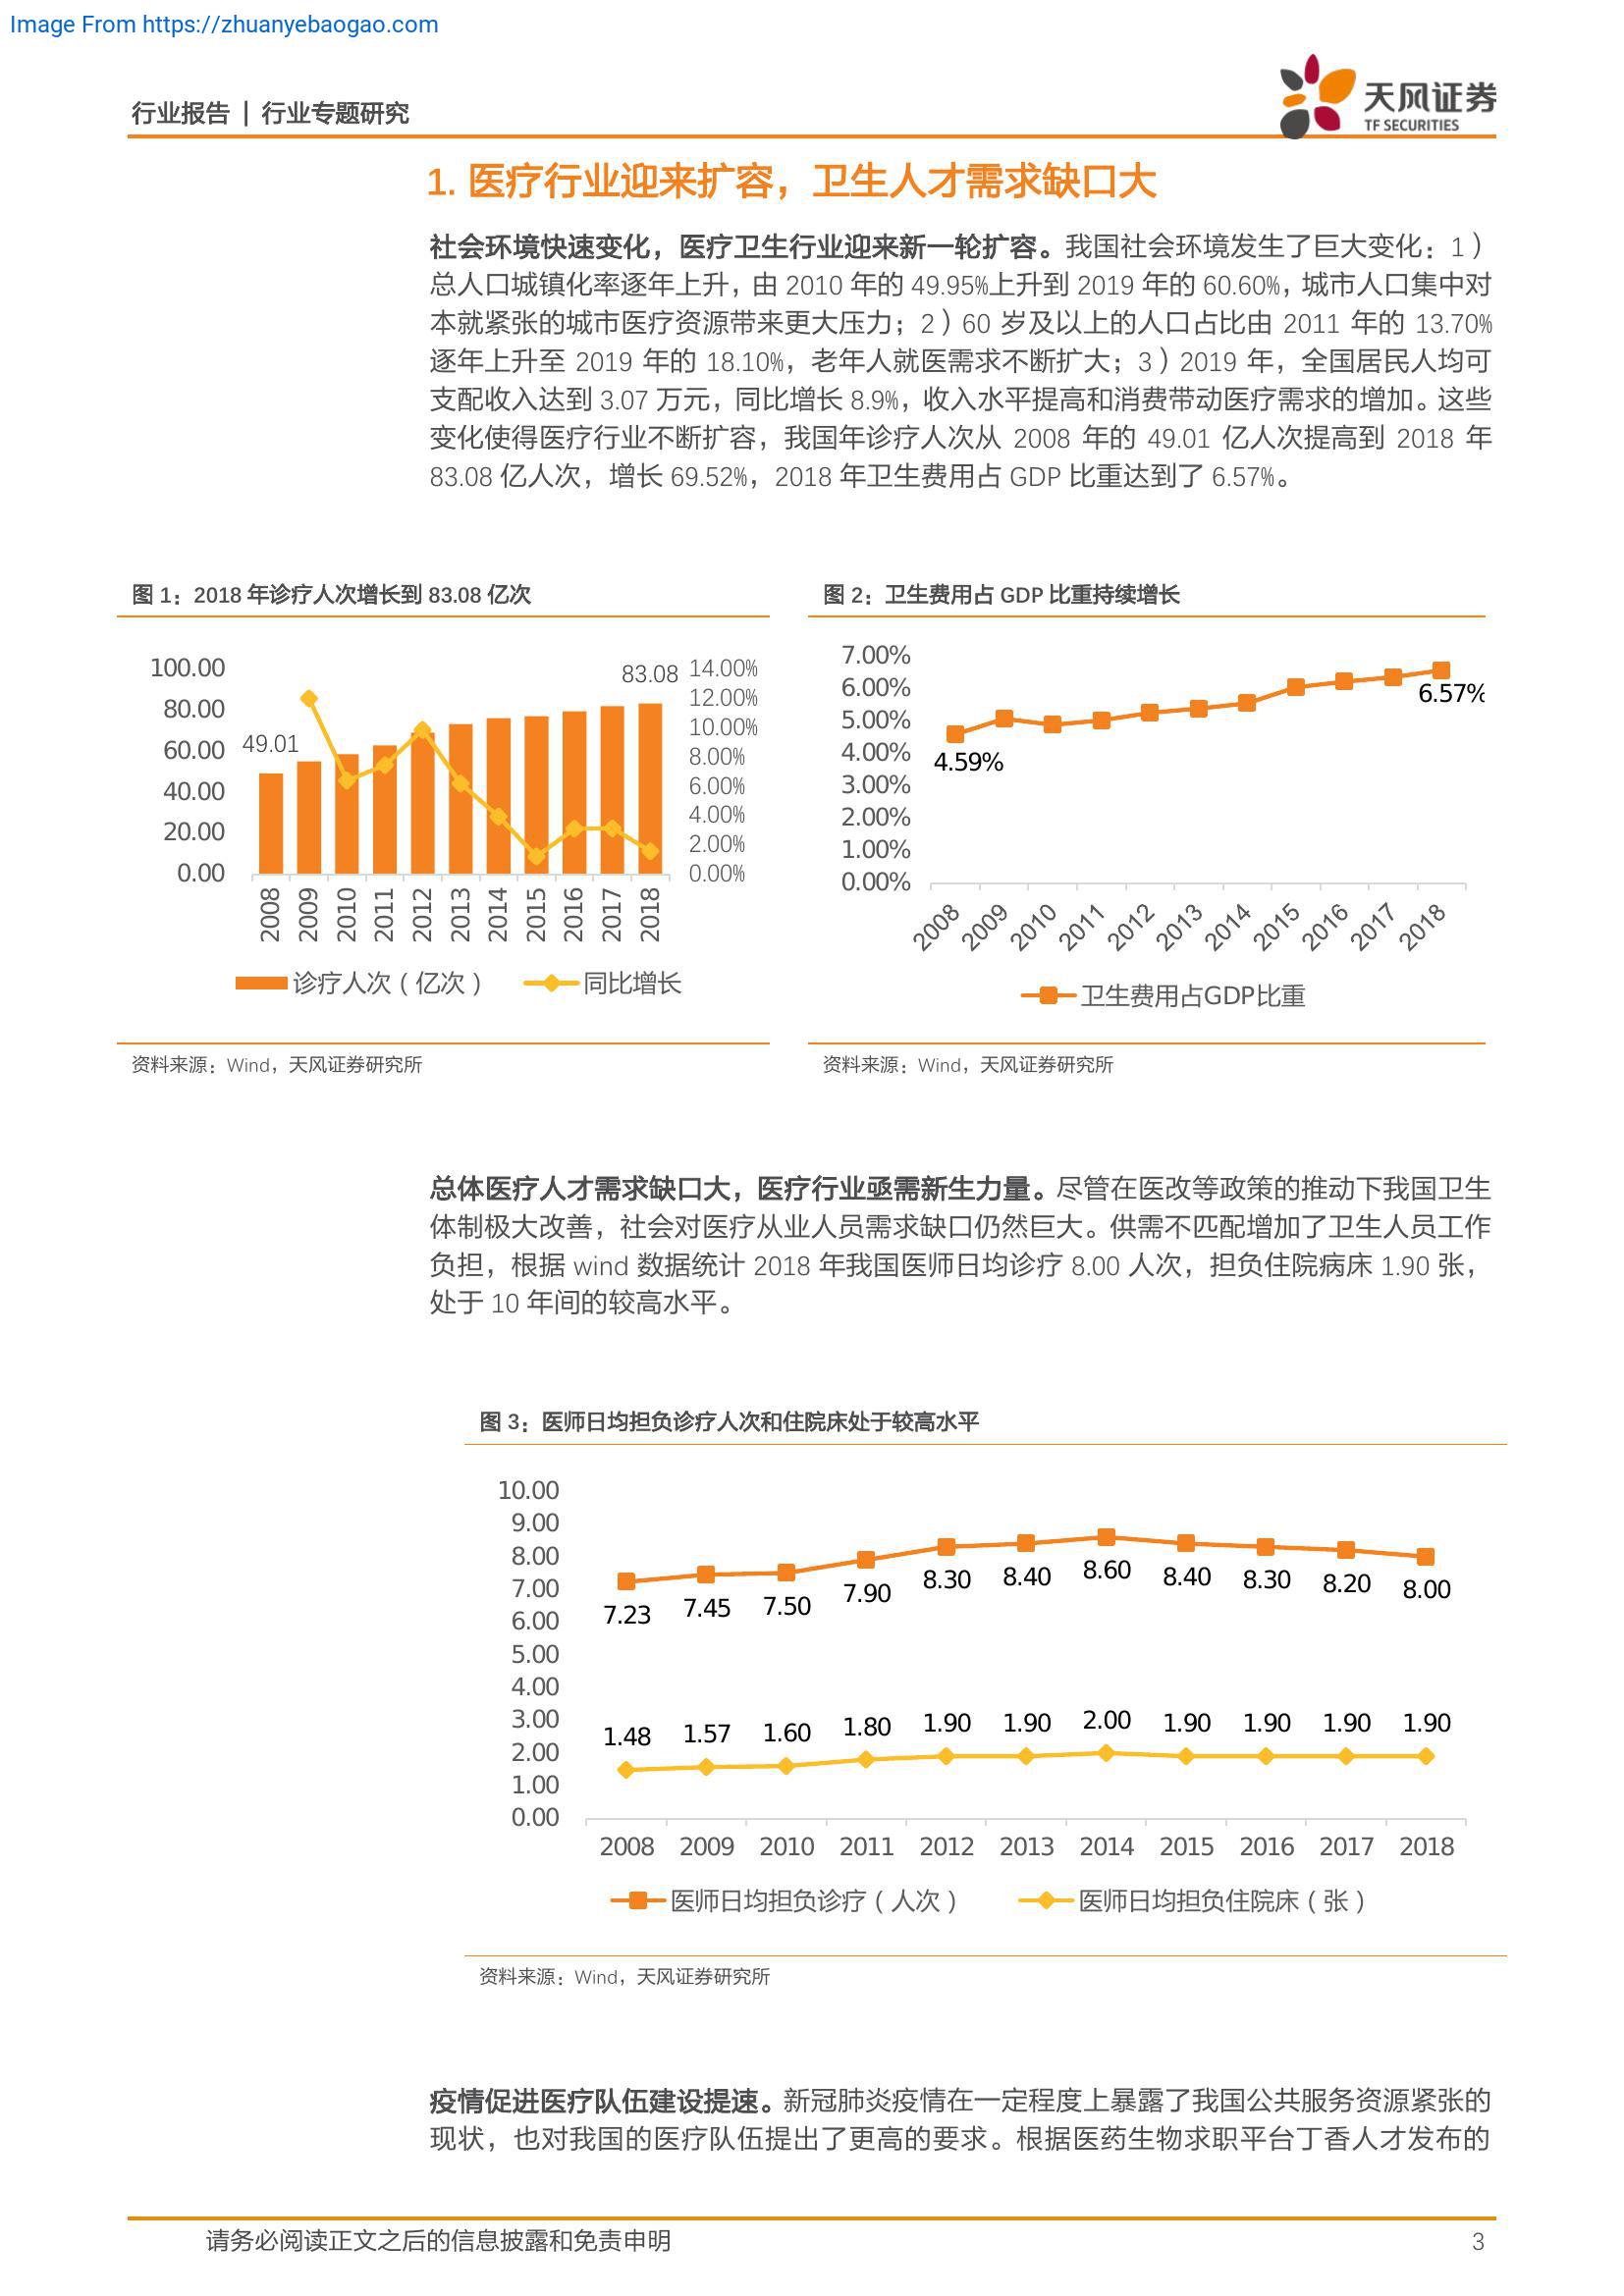 Image From https://zhuanyebaogao.com
行业报告 | 行业专题研究
天风证券
TF SECURITIES
1. 医疗行业迎来扩容，卫生人才需求缺口大
社会环境快速变化，医疗卫生行业迎来新一轮扩容。我国社会环境发生了巨大变化：1）
总人口城镇化率逐年上升，由 2010 年的 49.95%上升到 2019 年的 60.60%，城市人口集中对
本就紧张的城市医疗资源带来更大压力；2）60 岁及以上的人口占比由 2011 年的 13.70%
逐年上升至 2019 年的 18.10%，老年人就医需求不断扩大；3）2019 年，全国居民人均可
支配收入达到 3.07 万元，同比增长 8.9%，收入水平提高和消费带动医疗需求的增加。这些
变化使得医疗行业不断扩容，我国年诊疗人次从 2008 年的 49.01 亿人次提高到 2018 年
83.08 亿人次，增长 69.52%，2018 年卫生费用占 GDP 比重达到了 6.57%。
图 1：2018 年诊疗人次增长到 83.08 亿次
100.00
80.00
60.00
40.00
20.00
0.00
49.01
83.08
14.00%
12.00%
10.00%
8.00%
6.00%
4.00%
2.00%
0.00%
2008 2009 2010 2011 2012 2013 2014 2015 2016 2017 2018
诊疗人次（亿次） 同比增长
资料来源：Wind，天风证券研究所
图 2：卫生费用占 GDP 比重持续增长
7.00%
6.00%
5.00%
4.00%
3.00%
2.00%
1.00%
0.00%
4.59%
6.57%
2008 2009 2010 2011 2012 2013 2014 2015 2016 2017 2018
卫生费用占GDP比重
资料来源：Wind，天风证券研究所
总体医疗人才需求缺口大，医疗行业亟需新生力量。尽管在医改等政策的推动下我国卫生
体制极大改善，社会对医疗从业人员需求缺口仍然巨大。供需不匹配增加了卫生人员工作
负担，根据 wind 数据统计 2018 年我国医师日均诊疗 8.00 人次，担负住院病床 1.90 张，
处于 10 年间的较高水平。
图 3：医师日均担负诊疗人次和住院床处于较高水平
10.00
9.00
8.00
7.00
6.00
5.00
4.00
3.00
2.00
1.00
0.00
7.23 7.45 7.50 7.90 8.30 8.40 8.60 8.40 8.30 8.20 8.00
1.48 1.57 1.60 1.80 1.90 1.90 2.00 1.90 1.90 1.90 1.90
2008 2009 2010 2011 2012 2013 2014 2015 2016 2017 2018
医师日均担负诊疗（人次） 医师日均担负住院床（张）
资料来源：Wind，天风证券研究所
疫情促进医疗队伍建设提速。新冠肺炎疫情在一定程度上暴露了我国公共服务资源紧张的
现状，也对我国的医疗队伍提出了更高的要求。根据医药生物求职平台丁香人才发布的
请务必阅读正文之后的信息披露和免责申明 3